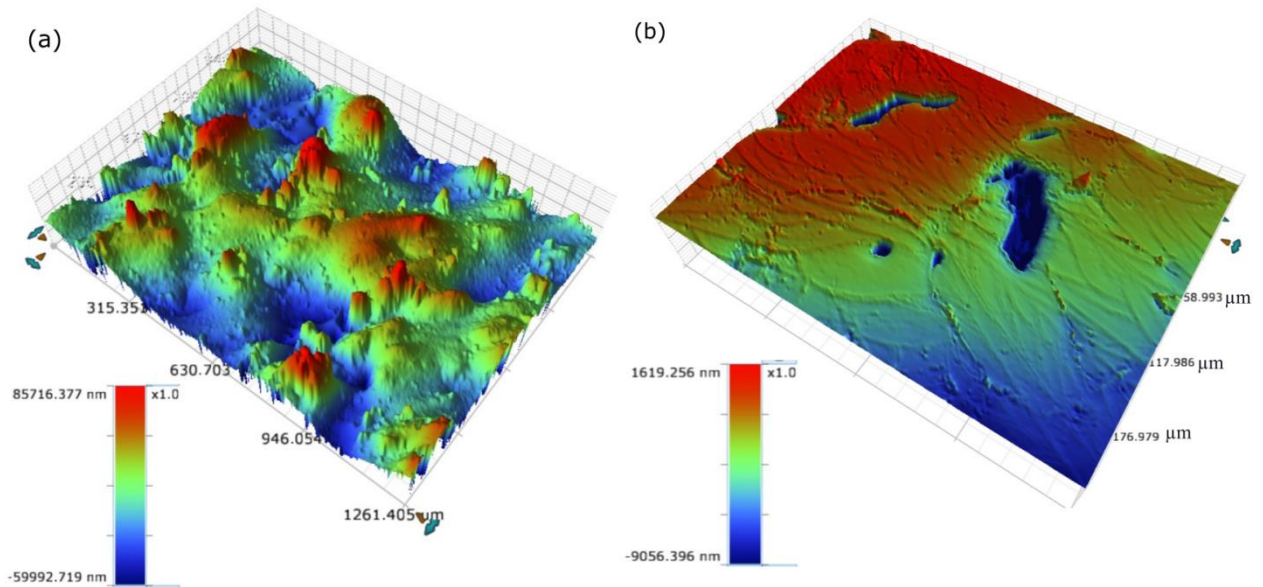 (a)
315.351
630.703
946.054
1261.405 µm
85716.377 nm
x1.0
-59992.719 nm
(b)
58.993 µm
117.986 µm
176.979 µm
1619.256 nm
x1.0
-9056.396 nm